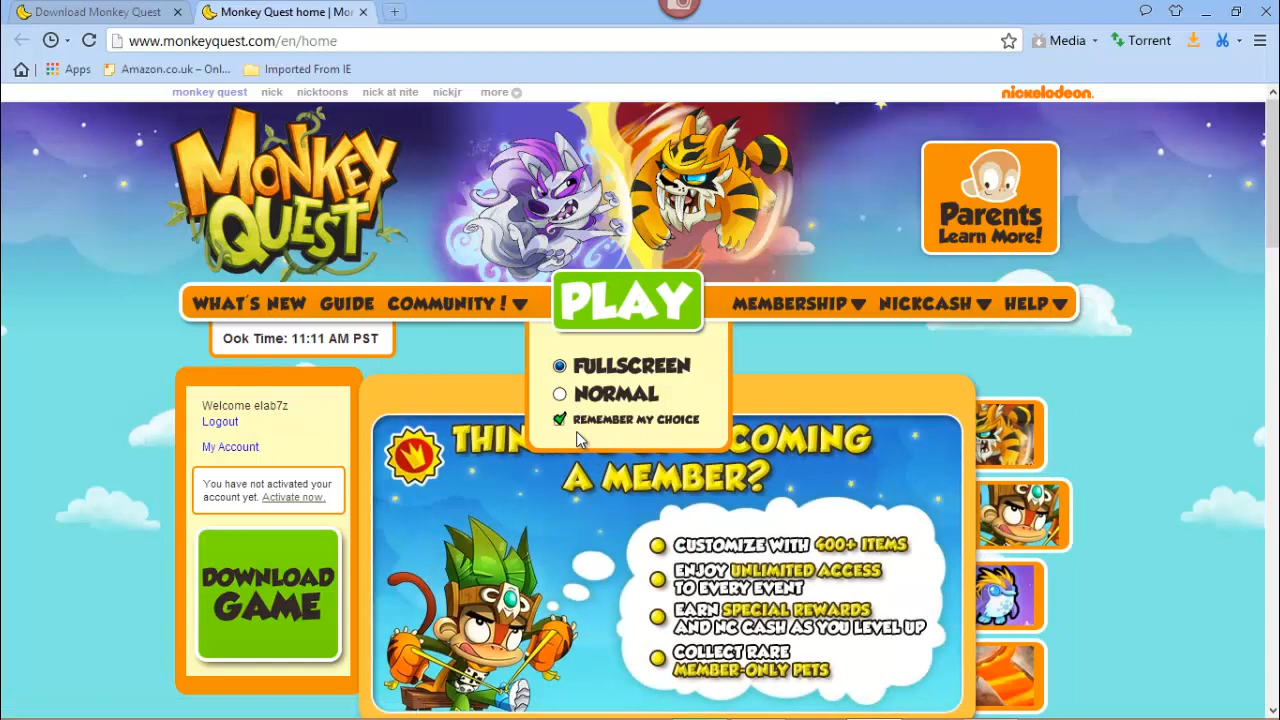 Download Monkey Quest
Monkey Quest home | Mo
www.monkeyquest.com/en/home
Media
Torrent
Apps
Amazon.co.uk – Onl...
Imported From IE
monkey quest nick nicktoons nick at nite nickjr more
nickelodeon.
MONKEY
QUEST
Parents
Learn More!
WHAT'S NEW GUIDE COMMUNITY! PLAY MEMBERSHIP NICKCASH HELP
Ook Time: 11:11 AM PST
FULLSCREEN
NORMAL
REMEMBER MY CHOICE
Welcome elab7z
Logout
My Account
You have not activated your
account yet. Activate now.
DOWNLOAD
GAME
THIN COMING
A MEMBER?
CUSTOMIZE WITH 400+ ITEMS
ENJOY UNLIMITED ACCESS
TO EVERY EVENT
EARN SPECIAL REWARDS
AND NC CASH AS YOU LEVEL UP
COLLECT RARE
MEMBER-ONLY PETS